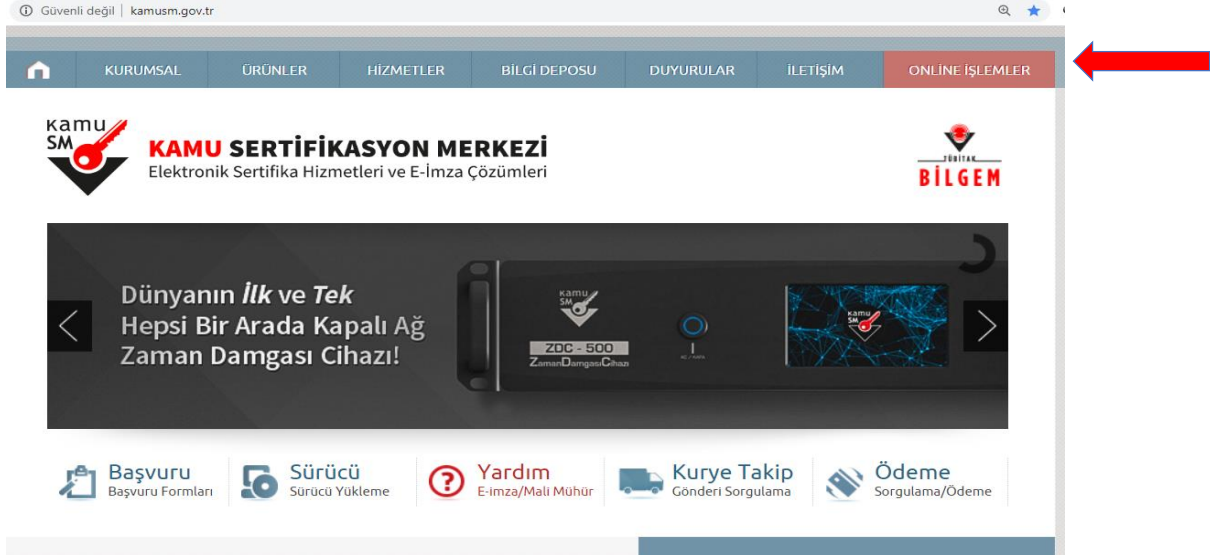 Güvenli değil | kamusm.gov.tr
KURUMSAL ÜRÜNLER HİZMETLER BİLGİ DEPOSU DUYURULAR İLETİŞİM ONLİNE İŞLEMLER
Kamu
SM
KAMU SERTİFİKASYON MERKEZİ
Elektronik Sertifika Hizmetleri ve E-İmza Çözümleri
TÜBİTAK
BİLGEM
Dünyanın İlk ve Tek
Hepsi Bir Arada Kapalı Ağ
Zaman Damgası Cihazı!
Kamu
SM
ZDC - 500
ZamanDamgasıCihazı
Kamu
SM
Başvuru
Başvuru Formları
Sürücü
Sürücü Yükleme
Yardım
E-imza/Mali Mühür
Kurye Takip
Gönderi Sorgulama
Ödeme
Sorgulama/Ödeme